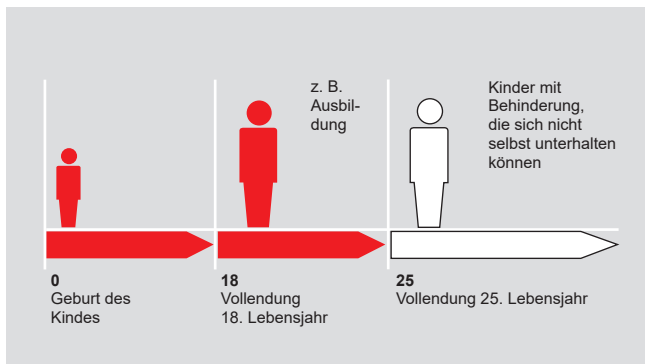 z. B.
Ausbil-
dung
Kinder mit
Behinderung,
die sich nicht
selbst unterhalten
können
0
Geburt des
Kindes
18
Vollendung
18. Lebensjahr
25
Vollendung 25. Lebensjahr